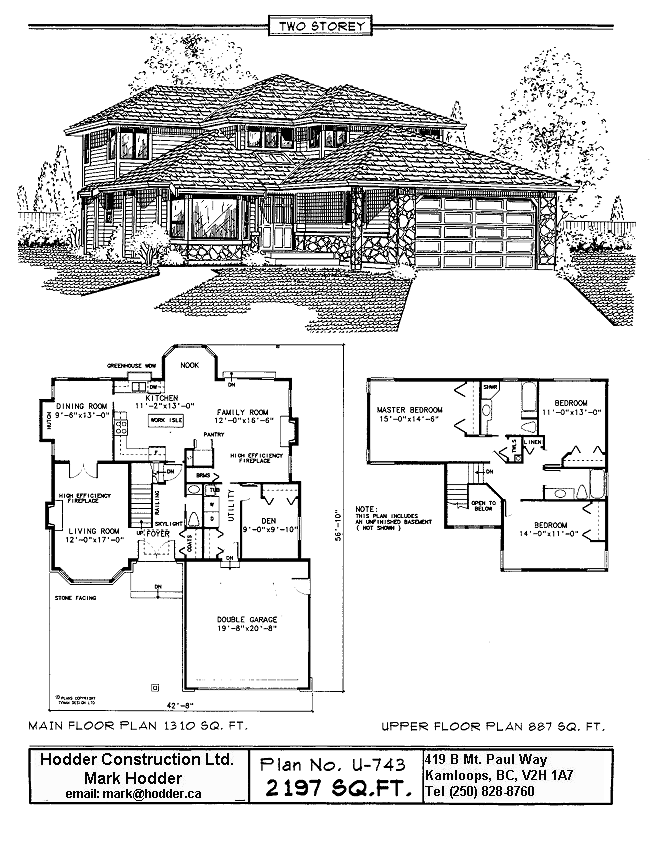 TWO STOREY
GREENHOUSE WDW
NOOK
DN
DW
KITCHEN
11'-2"x13'-0"
DINING ROOM
9'-6"x13'-0"
HUTCH
WORK ISLE
FAMILY ROOM
12'-0"x16'-6"
PANTRY
F
HIGH EFFICIENCY
FIREPLACE
DN
BRMS
HIGH EFFICIENCY
FIREPLACE
RAILING
TUB
W
D
UTILITY
DEN
9'-0"x9'-10"
SKYLIGHT
LIVING ROOM
12'-0"x17'-0"
UP
FOYER
COATS
DN
DN
STONE FACING
DOUBLE GARAGE
19'-8"x20'-8"
56'-10"
42'-8"
© PLANS COPYRIGHT
MASTER BEDROOM
15'-0"x14'-6"
SHWR
BEDROOM
11'-0"x13'-0"
TWLS
LINEN
DN
OPEN TO
BELOW
BEDROOM
14'-0"x11'-0"
NOTE:
THIS PLAN INCLUDES
AN UNFINISHED BASEMENT
( NOT SHOWN )
MAIN FLOOR PLAN 1310 SQ. FT.
UPPER FLOOR PLAN 887 SQ. FT.
Hodder Construction Ltd.
Mark Hodder
email: mark@hodder.ca
Plan No. U-743
2197 SQ.FT.
419 B Mt. Paul Way
Kamloops, BC, V2H 1A7
Tel (250) 828-8760